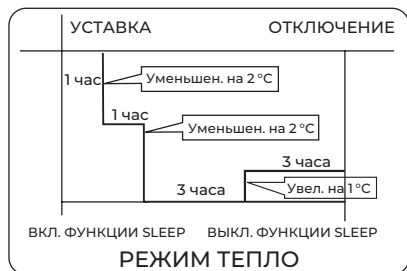 УСТАВКА ОТКЛЮЧЕНИЕ
1 час
Уменьшен. на 2 °C
1 час
Уменьшен. на 2 °C
3 часа
3 часа
Увел. на 1 °C
ВКЛ. ФУНКЦИИ SLEEP ВЫКЛ. ФУНКЦИИ SLEEP
РЕЖИМ ТЕПЛО